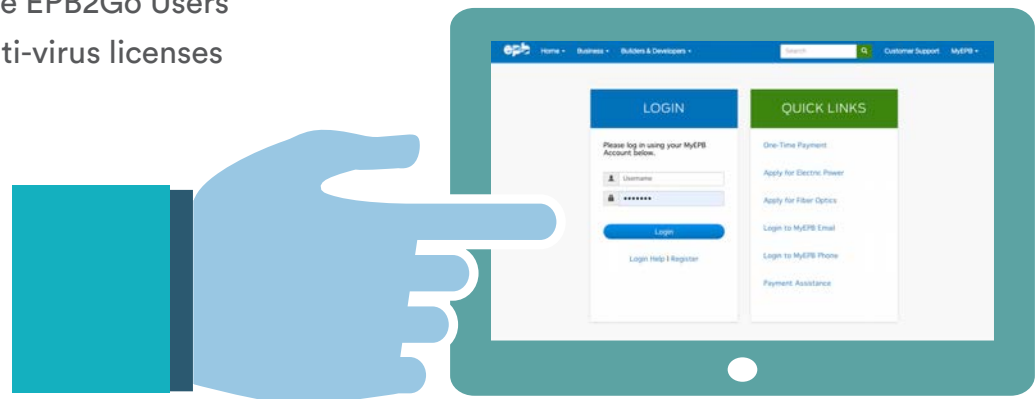 e EPB2Go Users
ti-virus licenses
epb Home Business Builders & Developers Search Customer Support MyEPB
LOGIN
Please log in using your MyEPB
Account below.
Username
•••••••
Login
Login Help | Register
QUICK LINKS
One-Time Payment
Apply for Electric Power
Apply for Fiber Optics
Login to MyEPB Email
Login to MyEPB Phone
Payment Assistance